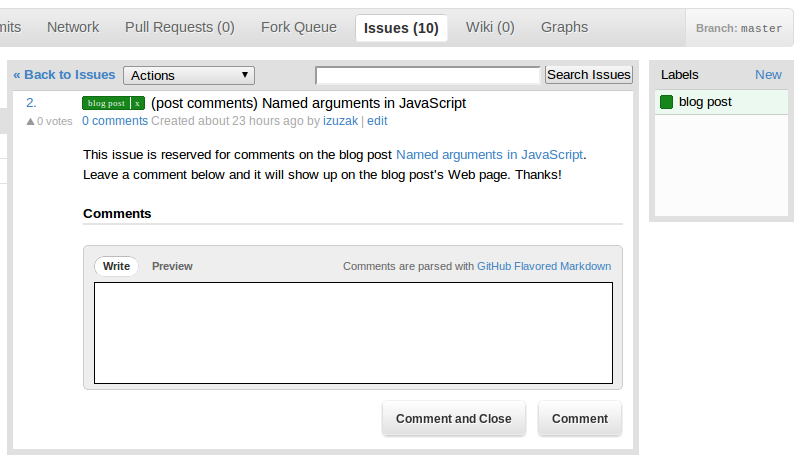 mits Network Pull Requests (0) Fork Queue Issues (10) Wiki (0) Graphs Branch: master
« Back to Issues Actions Search Issues Labels New
2. blog post x (post comments) Named arguments in JavaScript blog post
0 votes 0 comments Created about 23 hours ago by izuzak | edit
This issue is reserved for comments on the blog post Named arguments in JavaScript.
Leave a comment below and it will show up on the blog post's Web page. Thanks!
Comments
Write Preview Comments are parsed with GitHub Flavored Markdown
Comment and Close Comment